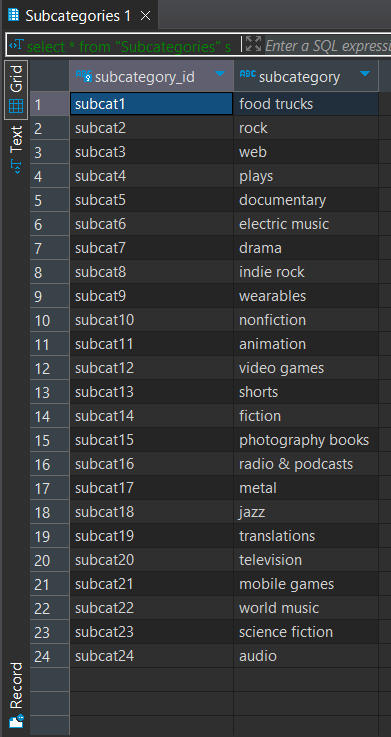 Subcategories 1
select * from "Subcategories" s
Enter a SQL expressi
Grid
Text
Record
subcategory_id ABC subcategory
1 subcat1 food trucks
2 subcat2 rock
3 subcat3 web
4 subcat4 plays
5 subcat5 documentary
6 subcat6 electric music
7 subcat7 drama
8 subcat8 indie rock
9 subcat9 wearables
10 subcat10 nonfiction
11 subcat11 animation
12 subcat12 video games
13 subcat13 shorts
14 subcat14 fiction
15 subcat15 photography books
16 subcat16 radio & podcasts
17 subcat17 metal
18 subcat18 jazz
19 subcat19 translations
20 subcat20 television
21 subcat21 mobile games
22 subcat22 world music
23 subcat23 science fiction
24 subcat24 audio